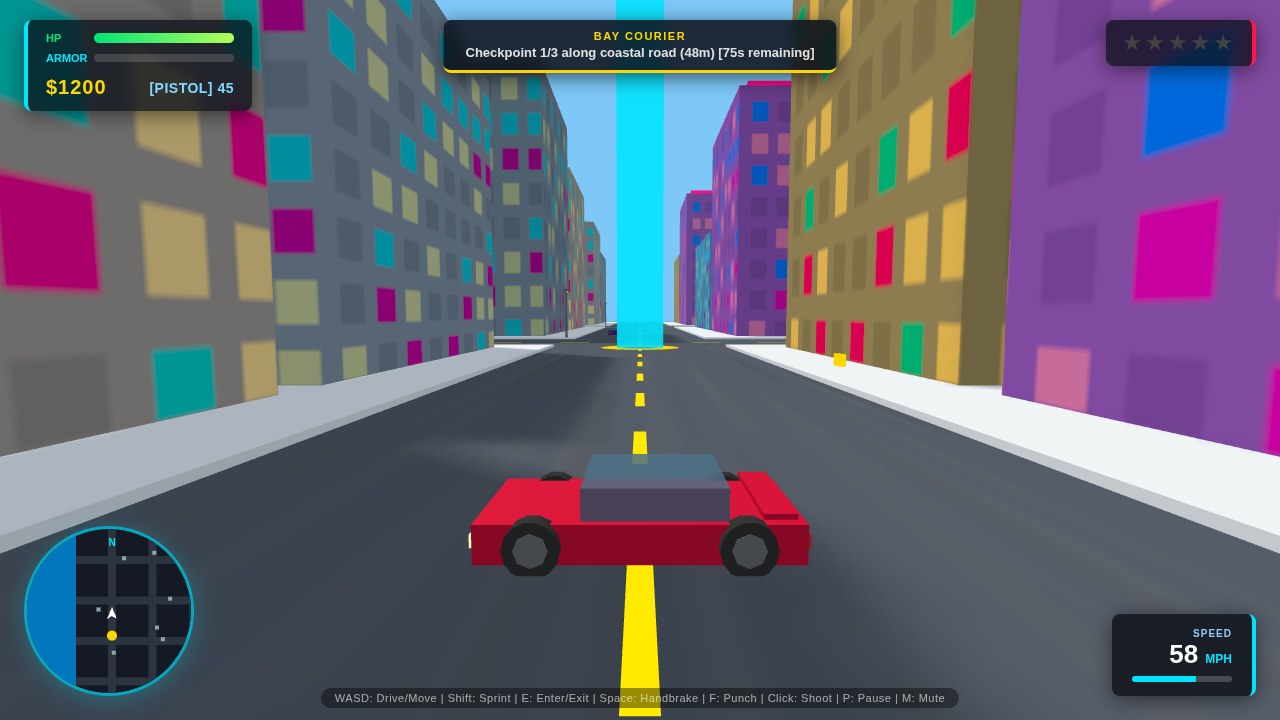 HP
ARMOR
$1200 [PISTOL] 45
BAY COURIER
Checkpoint 1/3 along coastal road (48m) [75s remaining]
★★★★★
N
SPEED
58 MPH
WASD: Drive/Move | Shift: Sprint | E: Enter/Exit | Space: Handbrake | F: Punch | Click: Shoot | P: Pause | M: Mute